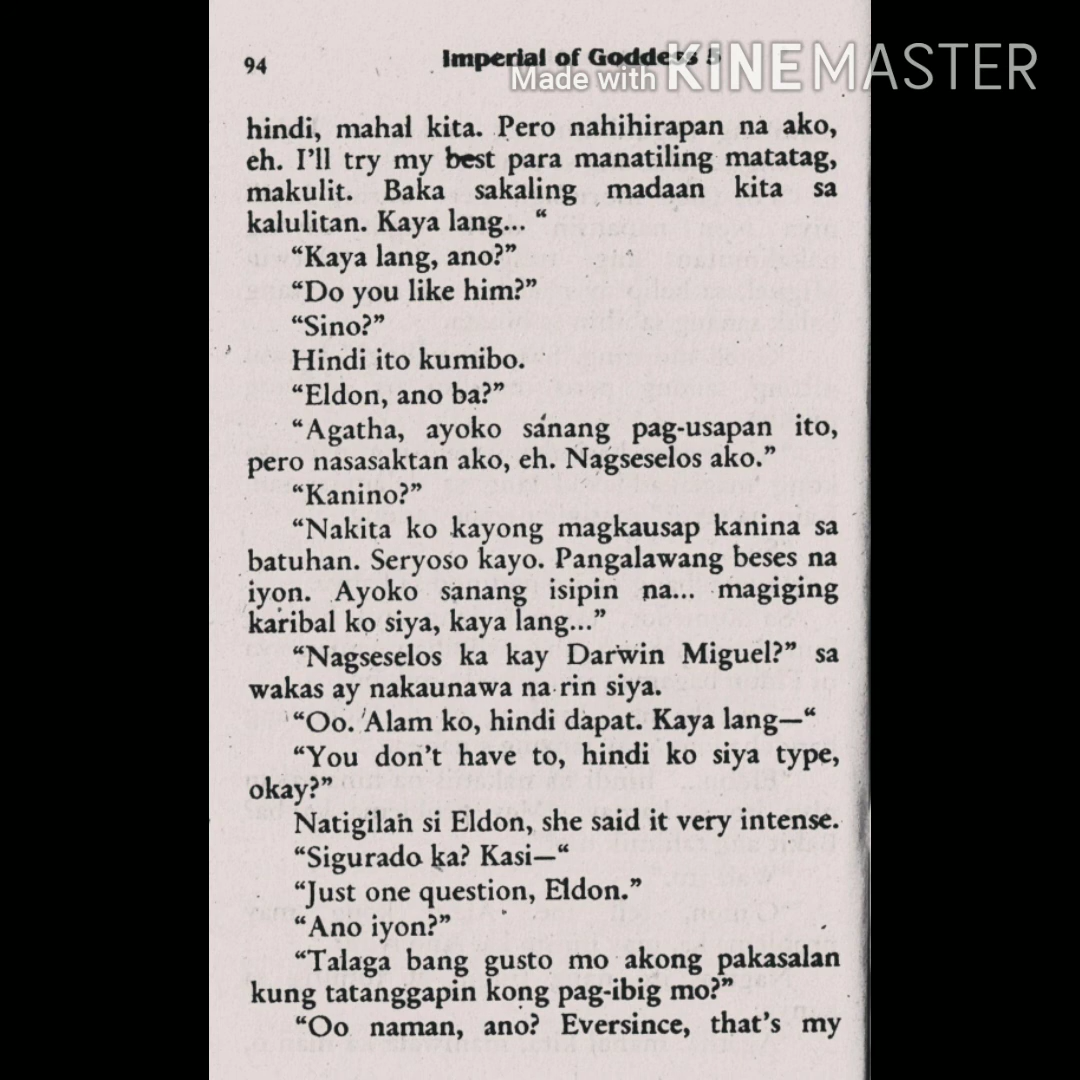 94 Imperial of Goddess 5
Made with KINEMASTER
hindi, mahal kita. Pero nahihirapan na ako,
eh. I'll try my best para manatiling matatag,
makulit. Baka sakaling madaan kita sa
kalulitan. Kaya lang... “
“Kaya lang, ano?”
“Do you like him?”
“Sino?”
Hindi ito kumibo.
“Eldon, ano ba?”
“Agatha, ayoko sanang pag-usapan ito,
pero nasasaktan ako, eh. Nagseselos ako.”
“Kanino?”
“Nakita ko kayong magkausap kanina sa
batuhan. Seryoso kayo. Pangalawang beses na
iyon. Ayoko sanang isipin na... magiging
karibal ko siya, kaya lang...”
“Nagseselos ka kay Darwin Miguel?” sa
wakas ay nakaunawa na rin siya.
“Oo. Alam ko, hindi dapat. Kaya lang—“
“You don't have to, hindi ko siya type,
okay?”
Natigilan si Eldon, she said it very intense.
“Sigurado ka? Kasi—“
“Just one question, Eldon.”
“Ano iyon?”
“Talaga bang gusto mo akong pakasalan
kung tatanggapin kong pag-ibig mo?”
“Oo naman, ano? Eversince, that's my